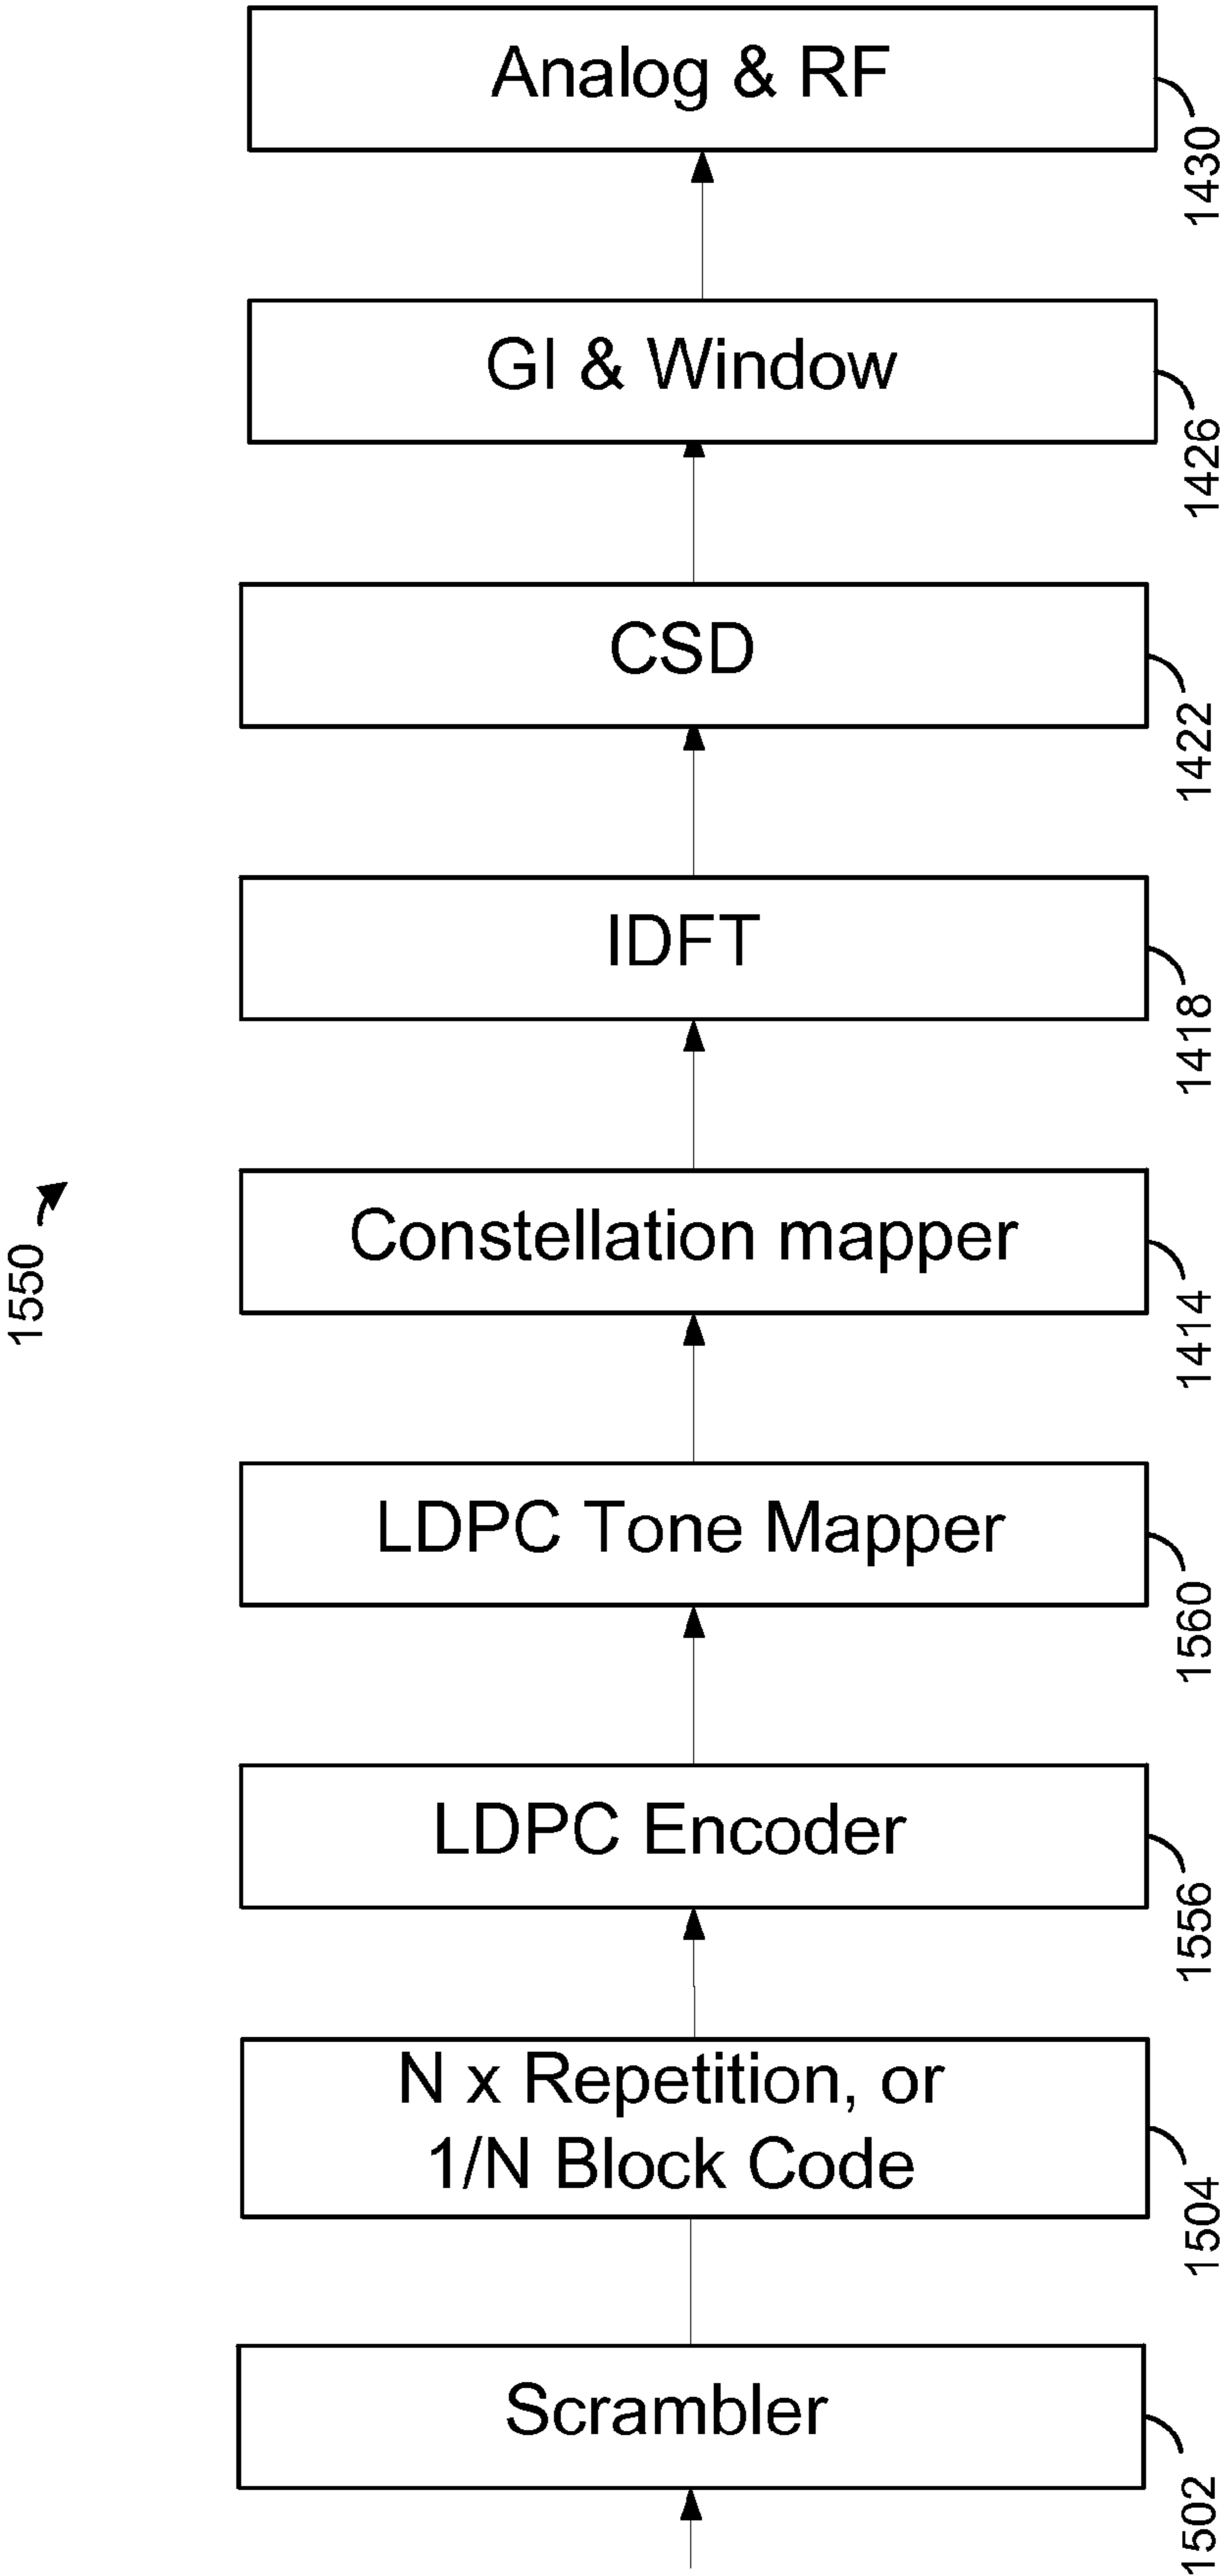 1550
Analog & RF
1430
GI & Window
1426
CSD
1422
IDFT
1418
Constellation mapper
1414
LDPC Tone Mapper
1560
LDPC Encoder
1556
N x Repetition, or
1/N Block Code
1504
Scrambler
1502